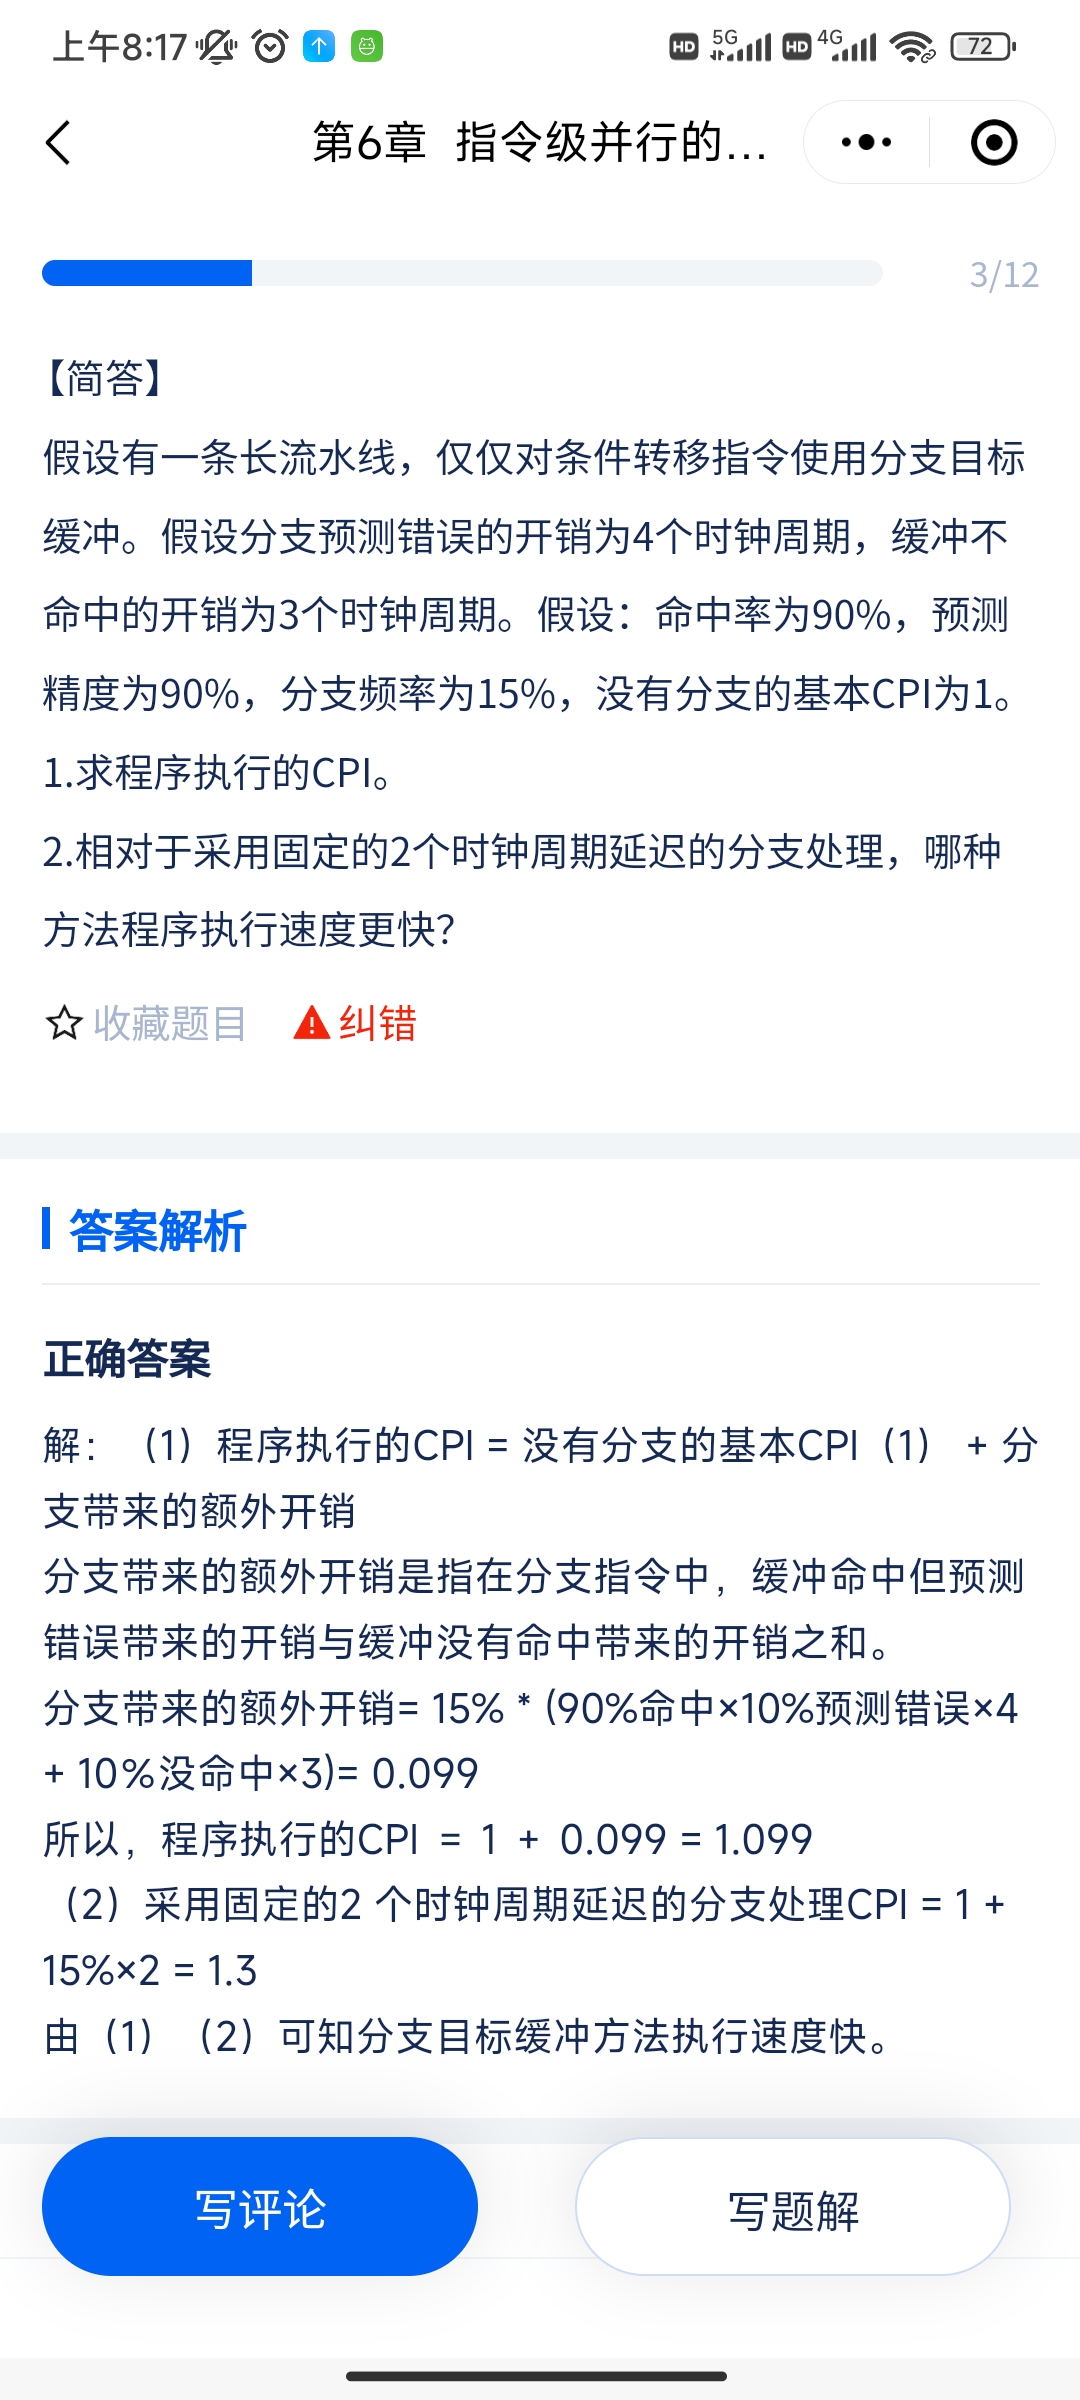 上午8:17
5G
4G
HD
HD
72
第6章 指令级并行的...
3/12
【简答】
假设有一条长流水线，仅仅对条件转移指令使用分支目标
缓冲。假设分支预测错误的开销为4个时钟周期，缓冲不
命中的开销为3个时钟周期。假设：命中率为90%，预测
精度为90%，分支频率为15%，没有分支的基本CPI为1。
1.求程序执行的CPI。
2.相对于采用固定的2个时钟周期延迟的分支处理，哪种
方法程序执行速度更快？
收藏题目 纠错
答案解析
正确答案
解：（1）程序执行的CPI = 没有分支的基本CPI（1） + 分
支带来的额外开销
分支带来的额外开销是指在分支指令中，缓冲命中但预测
错误带来的开销与缓冲没有命中带来的开销之和。
分支带来的额外开销= 15% * (90%命中×10%预测错误×4
+ 10%没命中×3)= 0.099
所以，程序执行的CPI = 1 + 0.099 = 1.099
（2）采用固定的2 个时钟周期延迟的分支处理CPI = 1 +
15%×2 = 1.3
由（1）（2）可知分支目标缓冲方法执行速度快。
写评论
写题解